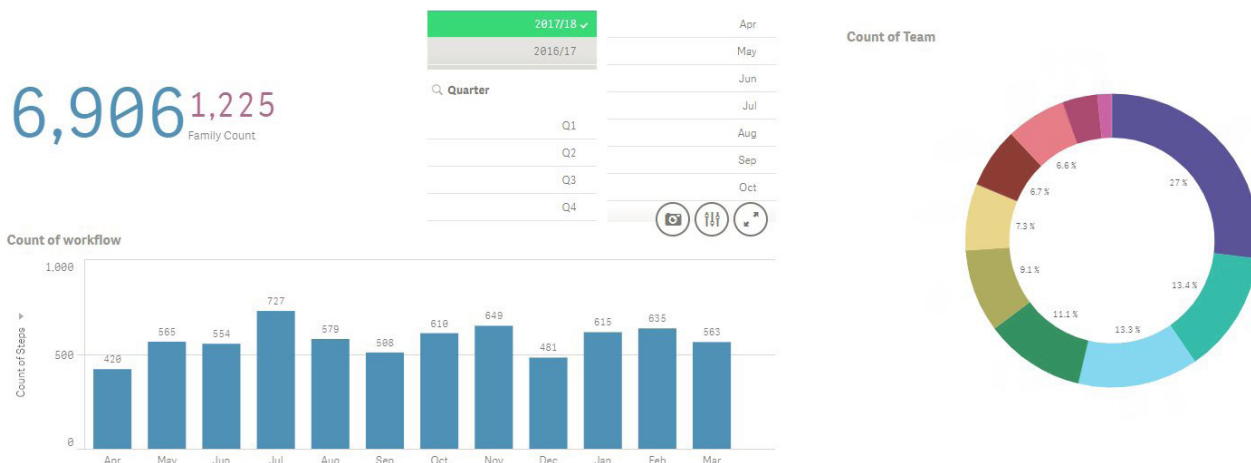 6,906
1,225
Family Count
2017/18
2016/17
Quarter
Q1
Q2
Q3
Q4
Apr
May
Jun
Jul
Aug
Sep
Oct
Count of workflow
Count of Steps
1,000
500
0
420
565
554
727
579
508
610
649
481
615
635
563
Apr
May
Jun
Jul
Aug
Sep
Oct
Nov
Dec
Jan
Feb
Mar
Count of Team
27 %
13.4 %
13.3 %
11.1 %
9.1 %
7.3 %
6.7 %
6.6 %